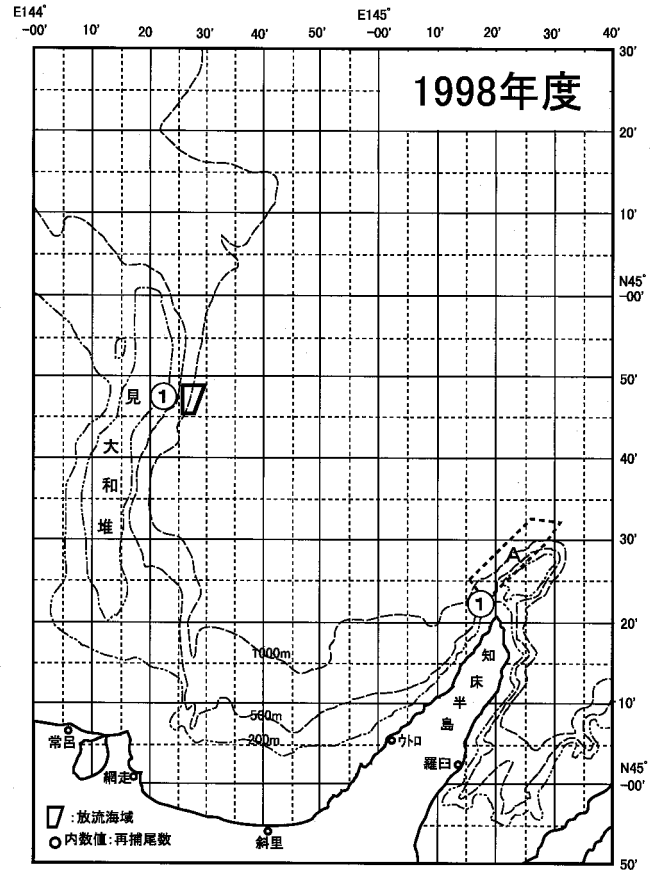 E144°
E145°
-00′
10′
20′
30′
40′
50′
-00′
10′
20′
30′
40′
1998年度
30′
20′
10′
N45°
-00′
50′
40′
30′
20′
10′
N45°
-00′
50′
見
1
大
和
堆
A
1
1000m
500m
200m
知
床
半
島
ウトロ
羅臼
常呂
網走
斜里
:放流海域
内数値:再捕尾数